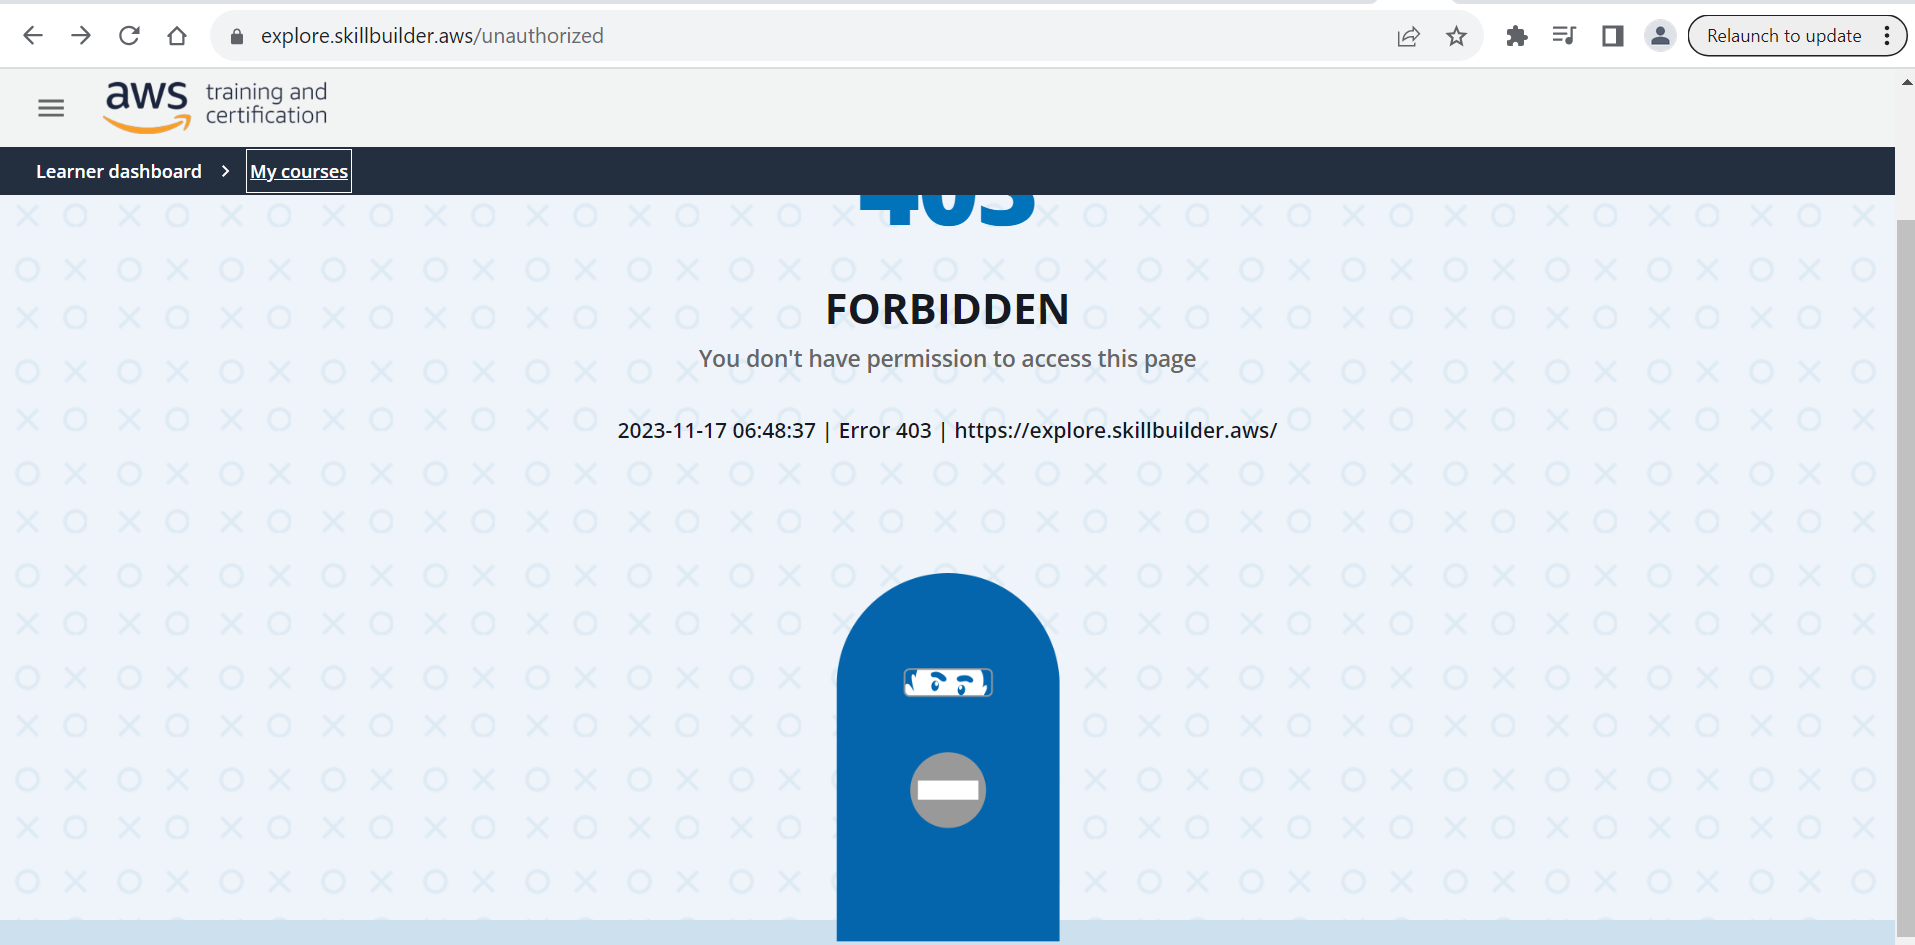 explore.skillbuilder.aws/unauthorized
Relaunch to update
aws training and
certification
Learner dashboard > My courses
403
FORBIDDEN
You don't have permission to access this page
2023-11-17 06:48:37 | Error 403 | https://explore.skillbuilder.aws/